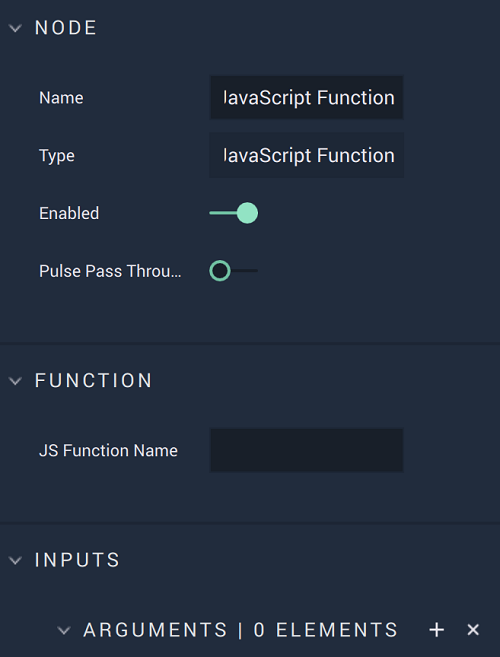 NODE
Name
JavaScript Function
Type
JavaScript Function
Enabled
Pulse Pass Throu...
FUNCTION
JS Function Name
INPUTS
ARGUMENTS | 0 ELEMENTS